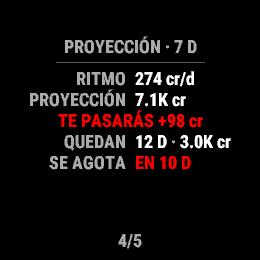 PROYECCIÓN · 7 D
RITMO 274 cr/d
PROYECCIÓN 7.1K cr
TE PASARÁS +98 cr
QUEDAN 12 D · 3.0K cr
SE AGOTA EN 10 D
4/5